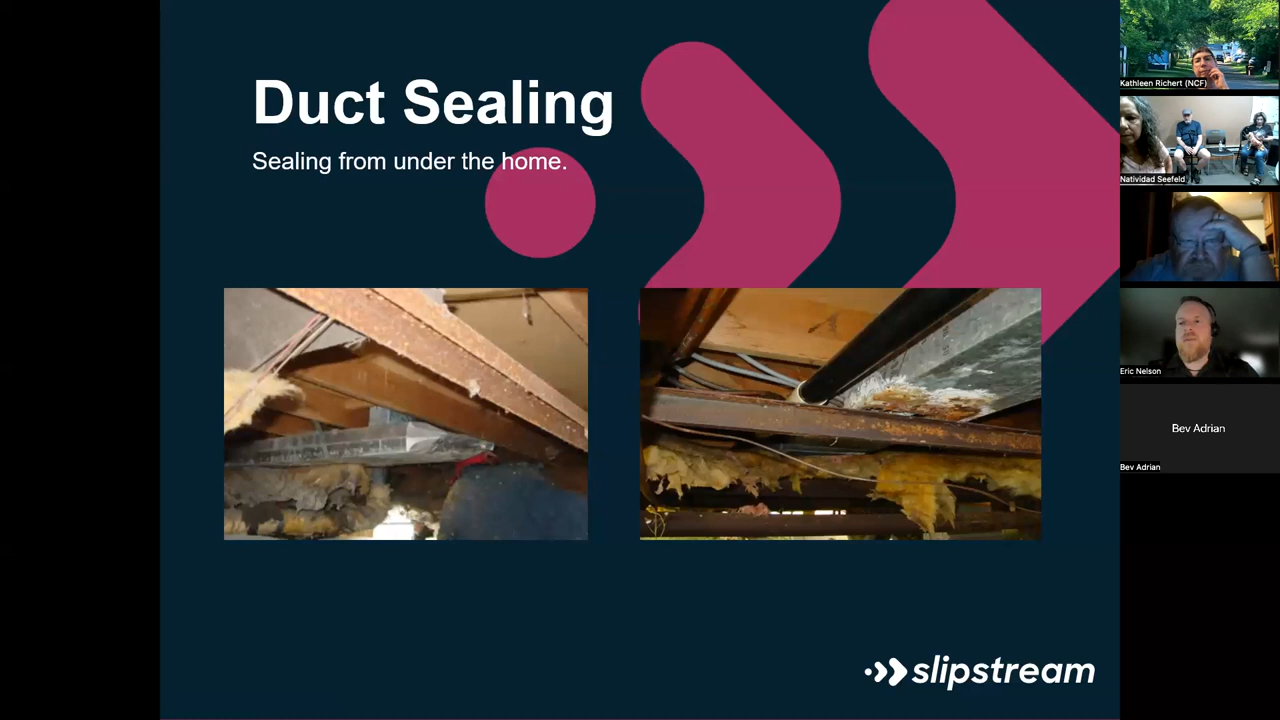 Duct Sealing
Sealing from under the home.
slipstream
Kathleen Richert (NCF)
Natividad Seefeld
Eric Nelson
Bev Adrian
Bev Adrian